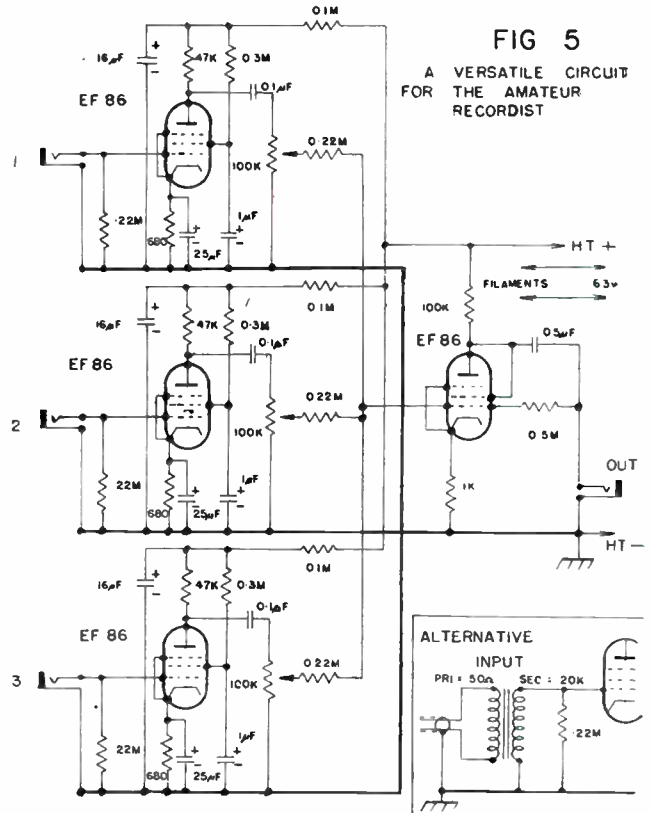 FIG 5
A VERSATILE CIRCUIT
FOR THE AMATEUR
RECORDIST
0.1M
16µF + -
47K
0.3M
EF 86
0.1µF
1
100K
0.22M
.22M
680
25µF + -
1µF + -
HT +
FILAMENTS 6.3v
0.1M
16µF + -
47K
0.3M
EF 86
0.1µF
2
100K
0.22M
.22M
680
25µF + -
1µF + -
100K
EF 86
0.5µF
0.5M
1K
OUT
HT -
0.1M
16µF + -
47K
0.3M
EF 86
0.1µF
3
100K
0.22M
.22M
680
25µF + -
1µF + -
ALTERNATIVE
INPUT
PRI = 50Ω SEC = 20K
.22M